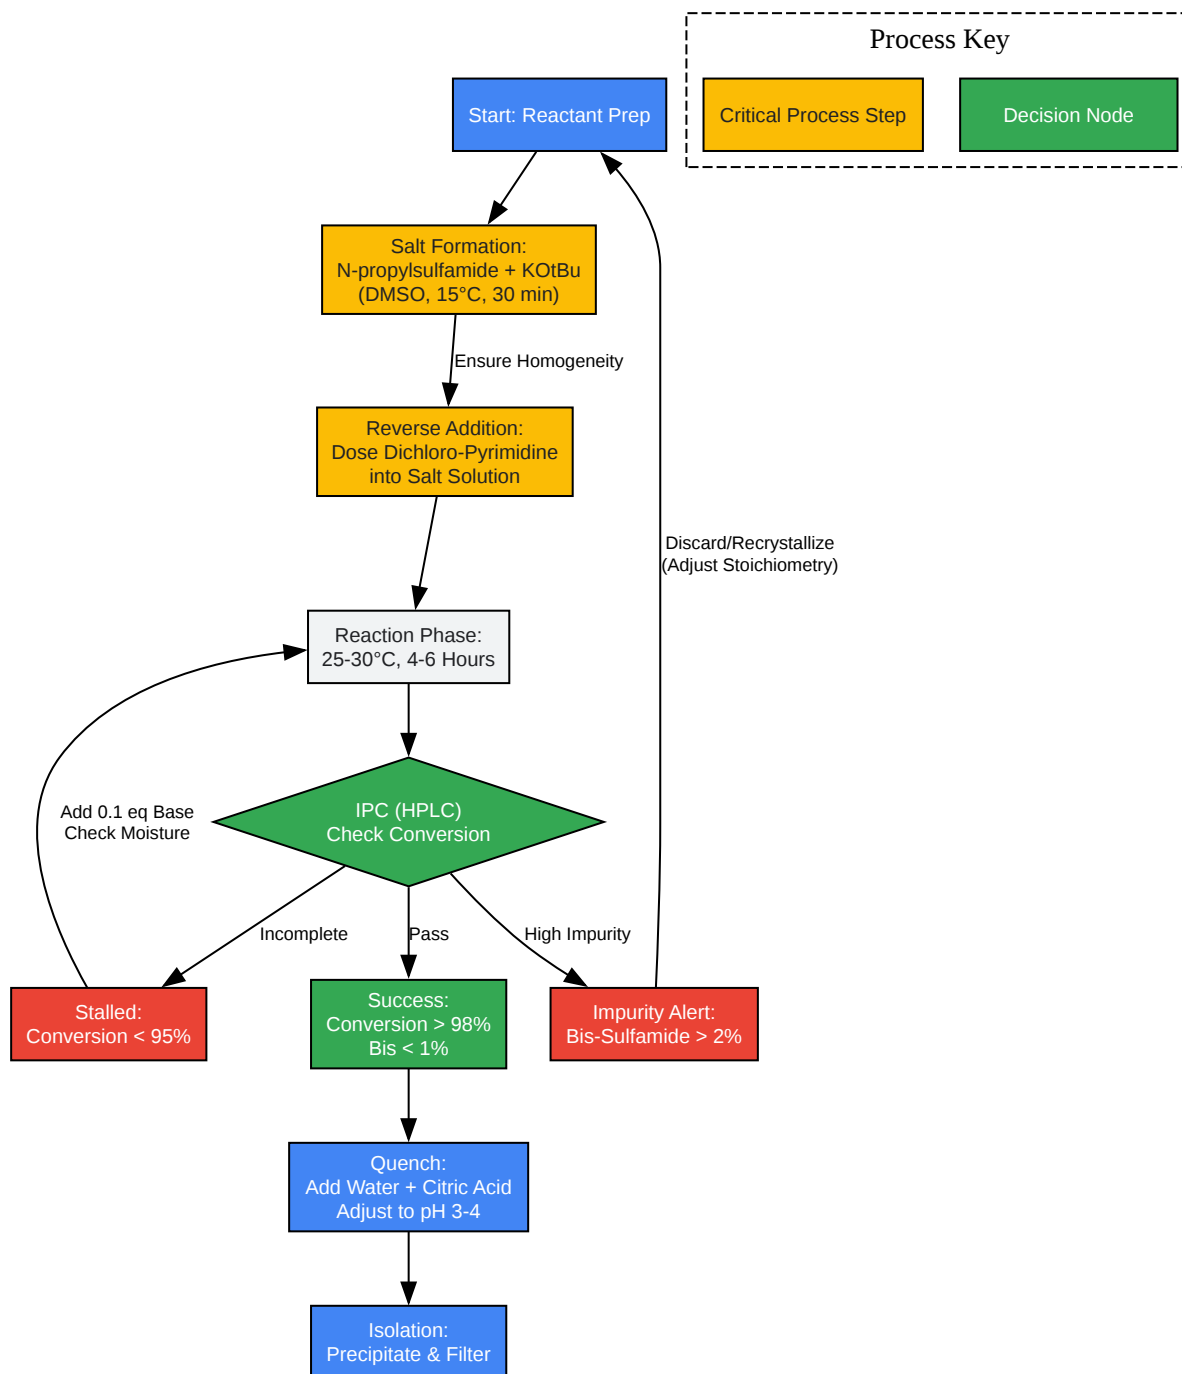 Process Key
Start: Reactant Prep
Critical Process Step
Decision Node
Salt Formation:
N-propylsulfamide + KOtBu
(DMSO, 15°C, 30 min)
Ensure Homogeneity
Reverse Addition:
Dose Dichloro-Pyrimidine
into Salt Solution
Discard/Recrystallize
(Adjust Stoichiometry)
Reaction Phase:
25-30°C, 4-6 Hours
Add 0.1 eq Base
Check Moisture
IPC (HPLC)
Check Conversion
Incomplete
Pass
High Impurity
Stalled:
Conversion < 95%
Success:
Conversion > 98%
Bis < 1%
Impurity Alert:
Bis-Sulfamide > 2%
Quench:
Add Water + Citric Acid
Adjust to pH 3-4
Isolation:
Precipitate & Filter